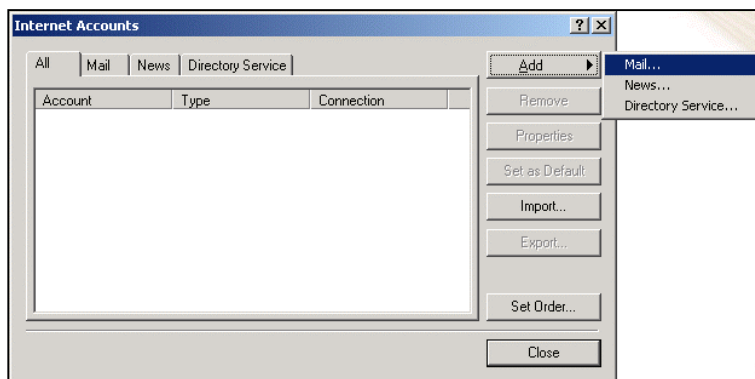 Internet Accounts
All Mail News Directory Service
Add
Mail...
News...
Directory Service...
Account Type Connection
Remove
Properties
Set as Default
Import...
Export...
Set Order...
Close